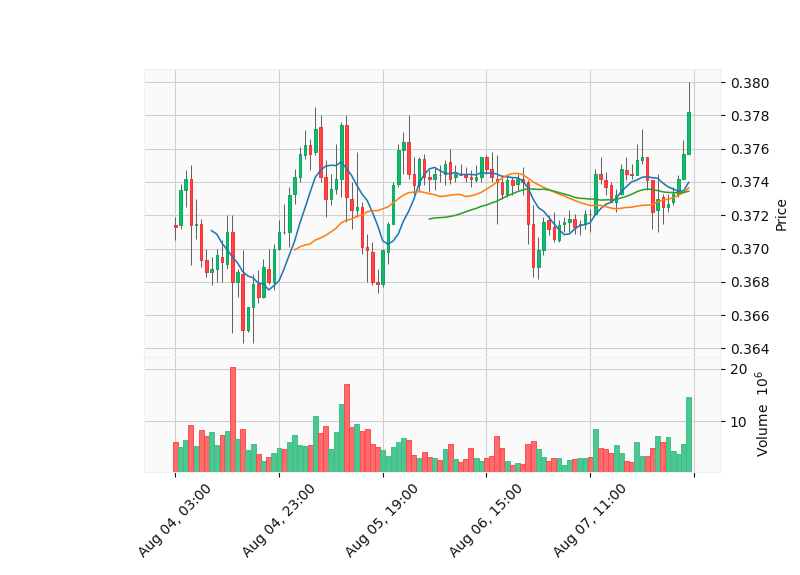 0.380
0.378
0.376
0.374
0.372
0.370
0.368
0.366
0.364
Price
20
10
Volume 10^6
Aug 04, 03:00
Aug 04, 23:00
Aug 05, 19:00
Aug 06, 15:00
Aug 07, 11:00